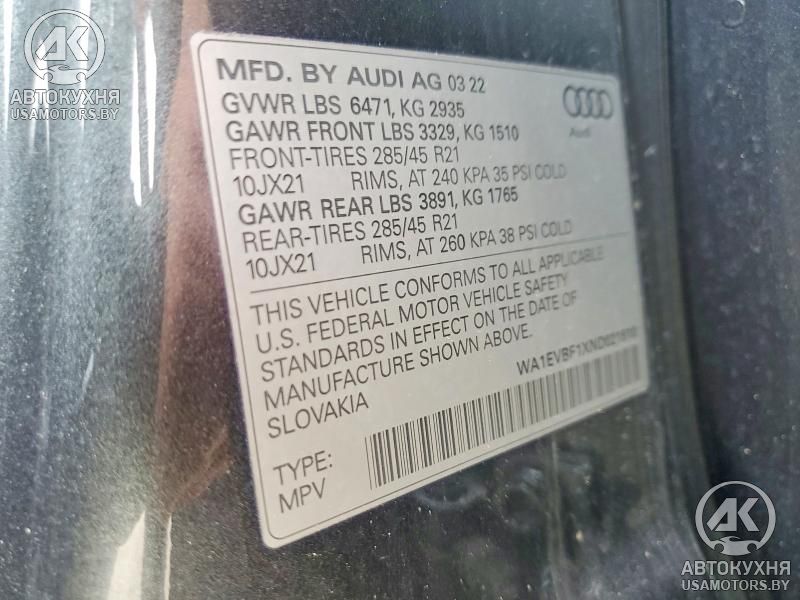 AK
АВТОКУХНЯ
USAMOTORS.BY
MFD. BY AUDI AG 03 22
GVWR LBS 6471, KG 2935
GAWR FRONT LBS 3329, KG 1510
FRONT-TIRES 285/45 R21
10JX21 RIMS, AT 240 KPA 35 PSI COLD
GAWR REAR LBS 3891, KG 1765
REAR-TIRES 285/45 R21
10JX21 RIMS, AT 260 KPA 38 PSI COLD
Audi
THIS VEHICLE CONFORMS TO ALL APPLICABLE
U.S. FEDERAL MOTOR VEHICLE SAFETY
STANDARDS IN EFFECT ON THE DATE OF
MANUFACTURE SHOWN ABOVE.
SLOVAKIA
WA1EVBF1XND021510
TYPE:
MPV
AK
АВТОКУХНЯ
USAMOTORS.BY